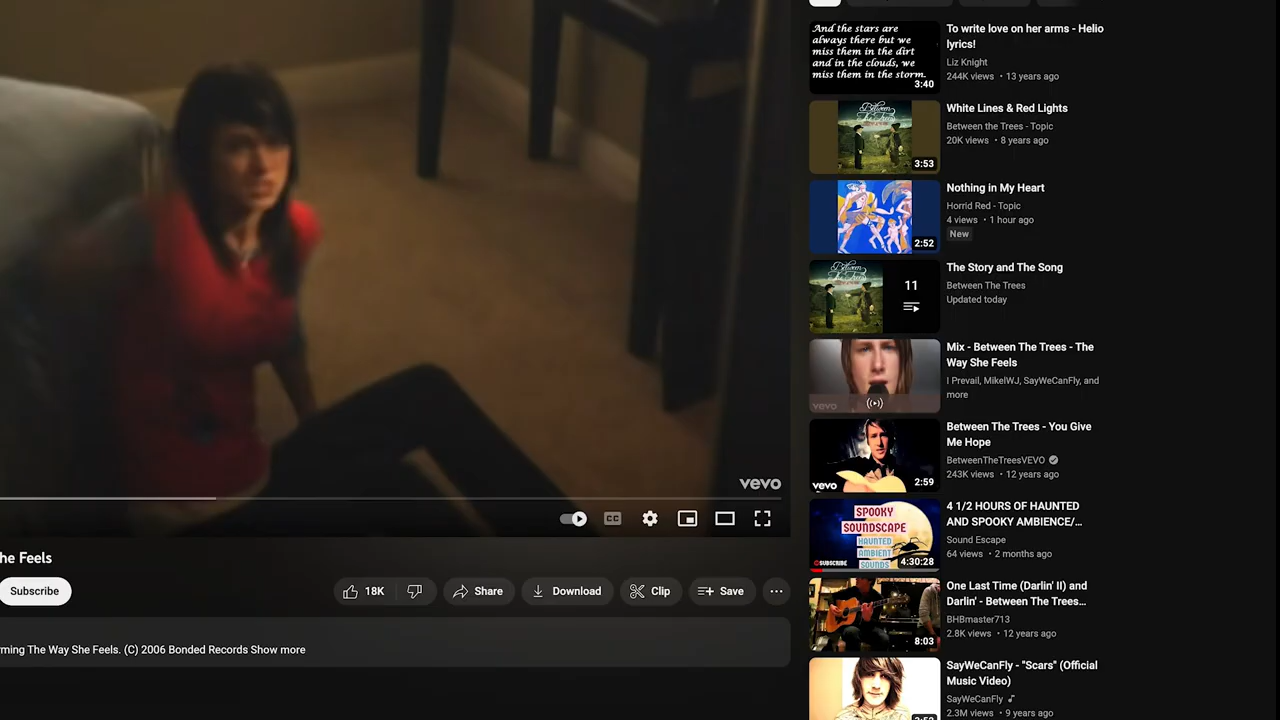 And the stars are
always there but we
miss them in the dirt
and in the clouds, we
miss them in the storm.
3:40
To write love on her arms - Helio
lyrics!
Liz Knight
244K views • 13 years ago
Between
The Trees
3:53
White Lines & Red Lights
Between the Trees - Topic
20K views • 8 years ago
2:52
Nothing in My Heart
Horrid Red - Topic
4 views • 1 hour ago
New
Between
The Trees
11
The Story and The Song
Between The Trees
Updated today
vevo
Mix - Between The Trees - The
Way She Feels
I Prevail, MikelWJ, SayWeCanFly, and
more
vevo
2:59
Between The Trees - You Give
Me Hope
BetweenTheTreesVEVO
243K views • 12 years ago
SPOOKY
SOUNDSCAPE
HAUNTED
AMBIENT
SOUNDS
SUBSCRIBE
4:30:28
4 1/2 HOURS OF HAUNTED
AND SPOOKY AMBIENCE/...
Sound Escape
64 views • 2 months ago
8:03
One Last Time (Darlin' II) and
Darlin' - Between The Trees...
BHBmaster713
2.8K views • 12 years ago
SayWeCanFly - "Scars" (Official
Music Video)
SayWeCanFly
2.3M views • 9 years ago
vevo
CC
he Feels
Subscribe
18K
Share
Download
Clip
Save
rming The Way She Feels. (C) 2006 Bonded Records Show more